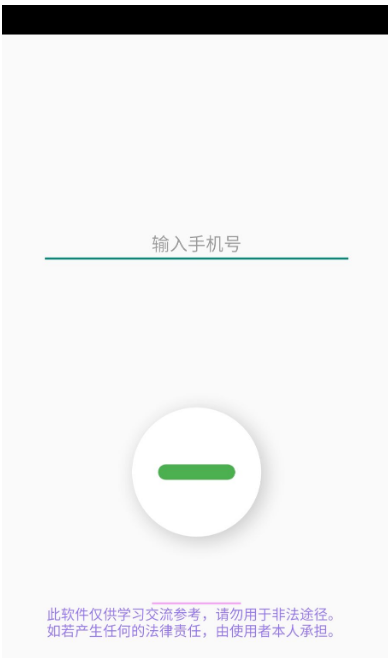 输入手机号
此软件仅供学习交流参考，请勿用于非法途径。
如若产生任何的法律责任，由使用者本人承担。